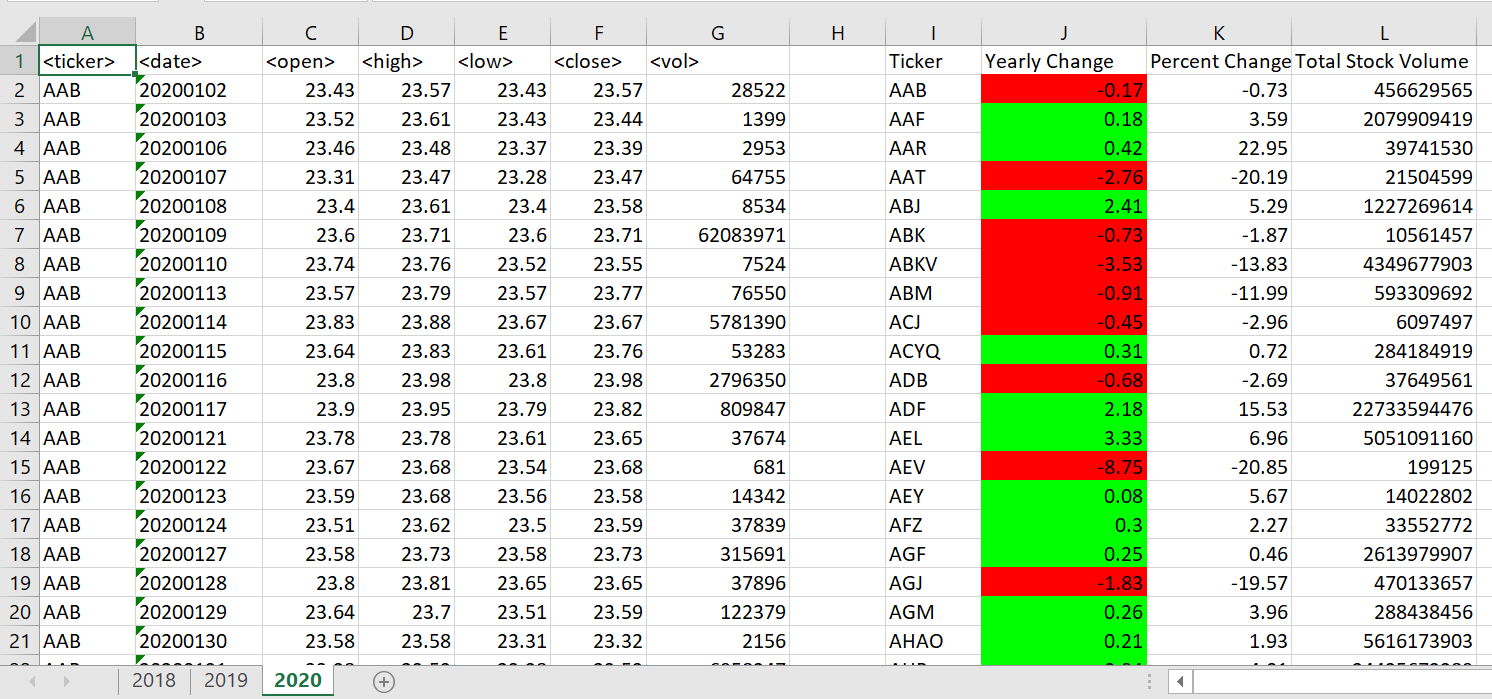 A B C D E F G H I J K L
1 <ticker> <date> <open> <high> <low> <close> <vol> Ticker Yearly Change Percent Change Total Stock Volume
2 AAB 20200102 23.43 23.57 23.43 23.57 28522 AAB -0.17 -0.73 456629565
3 AAB 20200103 23.52 23.61 23.43 23.44 1399 AAF 0.18 3.59 2079909419
4 AAB 20200106 23.46 23.48 23.37 23.39 2953 AAR 0.42 22.95 39741530
5 AAB 20200107 23.31 23.47 23.28 23.47 64755 AAT -2.76 -20.19 21504599
6 AAB 20200108 23.4 23.61 23.4 23.58 8534 ABJ 2.41 5.29 1227269614
7 AAB 20200109 23.6 23.71 23.6 23.71 62083971 ABK -0.73 -1.87 10561457
8 AAB 20200110 23.74 23.76 23.52 23.55 7524 ABKV -3.53 -13.83 4349677903
9 AAB 20200113 23.57 23.79 23.57 23.77 76550 ABM -0.91 -11.99 593309692
10 AAB 20200114 23.83 23.88 23.67 23.67 5781390 ACJ -0.45 -2.96 6097497
11 AAB 20200115 23.64 23.83 23.61 23.76 53283 ACYQ 0.31 0.72 284184919
12 AAB 20200116 23.8 23.98 23.8 23.98 2796350 ADB -0.68 -2.69 37649561
13 AAB 20200117 23.9 23.95 23.79 23.82 809847 ADF 2.18 15.53 22733594476
14 AAB 20200121 23.78 23.78 23.61 23.65 37674 AEL 3.33 6.96 5051091160
15 AAB 20200122 23.67 23.68 23.54 23.68 681 AEV -8.75 -20.85 199125
16 AAB 20200123 23.59 23.68 23.56 23.58 14342 AEY 0.08 5.67 14022802
17 AAB 20200124 23.51 23.62 23.5 23.59 37839 AFZ 0.3 2.27 33552772
18 AAB 20200127 23.58 23.73 23.58 23.73 315691 AGF 0.25 0.46 2613979907
19 AAB 20200128 23.8 23.81 23.65 23.65 37896 AGJ -1.83 -19.57 470133657
20 AAB 20200129 23.64 23.7 23.51 23.59 122379 AGM 0.26 3.96 288438456
21 AAB 20200130 23.58 23.58 23.31 23.32 2156 AHAO 0.21 1.93 5616173903
2018 2019 2020